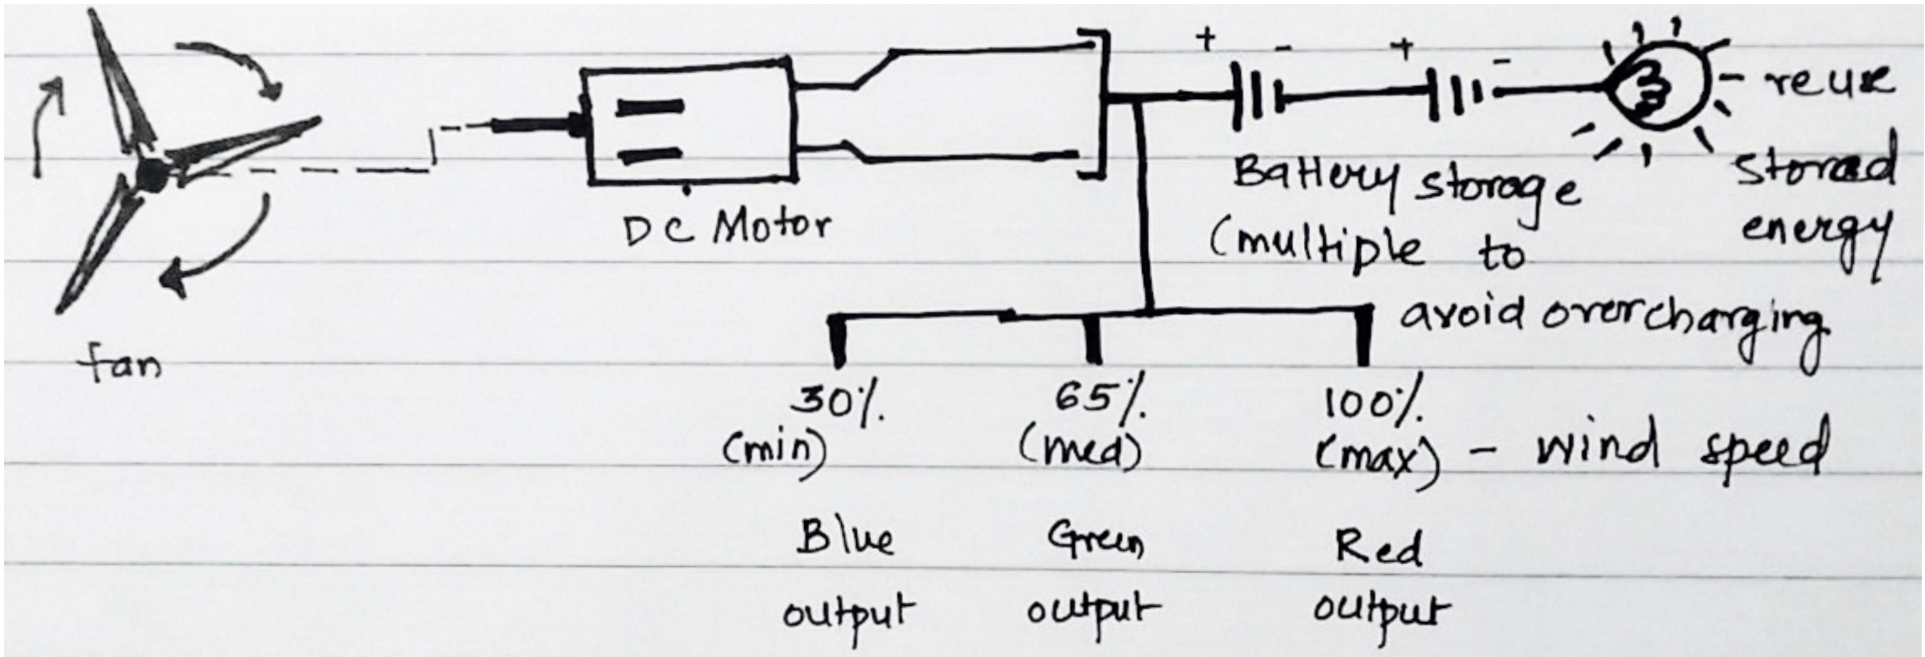 + - + -
- reuse
stored
energy
Battery storage
(multiple to
avoid overcharging
DC Motor
fan
30% 65% 100%
(min) (med) (max) - wind speed
Blue Green Red
output output output